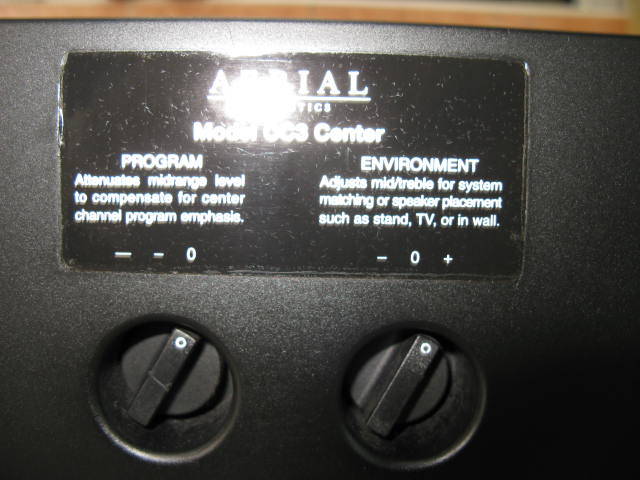 AERIAL
Model CC3 Center
PROGRAM
Attenuates midrange level
to compensate for center
channel program emphasis.
— - 0
ENVIRONMENT
Adjusts mid/treble for system
matching or speaker placement
such as stand, TV, or in wall.
- 0 +